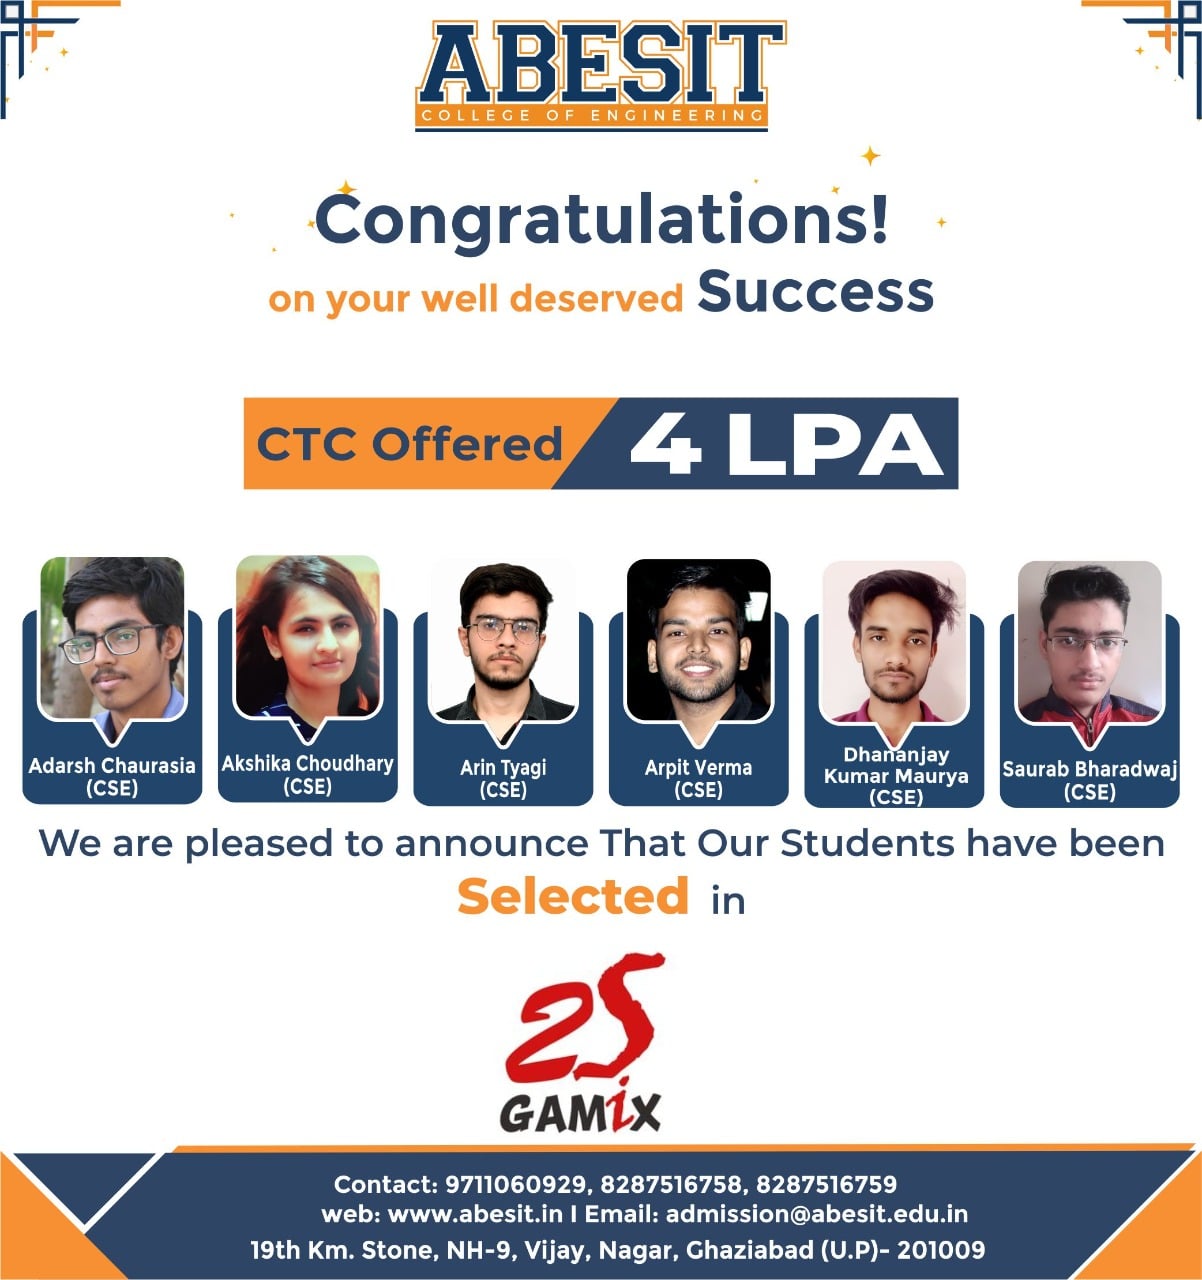 ABESIT
COLLEGE OF ENGINEERING
Congratulations!
on your well deserved Success
CTC Offered 4 LPA
Adarsh Chaurasia
(CSE)
Akshika Choudhary
(CSE)
Arin Tyagi
(CSE)
Arpit Verma
(CSE)
Dhananjay
Kumar Maurya
(CSE)
Saurab Bharadwaj
(CSE)
We are pleased to announce That Our Students have been
Selected in
25
GAMiX
Contact: 9711060929, 8287516758, 8287516759
web: www.abesit.in I Email: admission@abesit.edu.in
19th Km. Stone, NH-9, Vijay, Nagar, Ghaziabad (U.P)- 201009